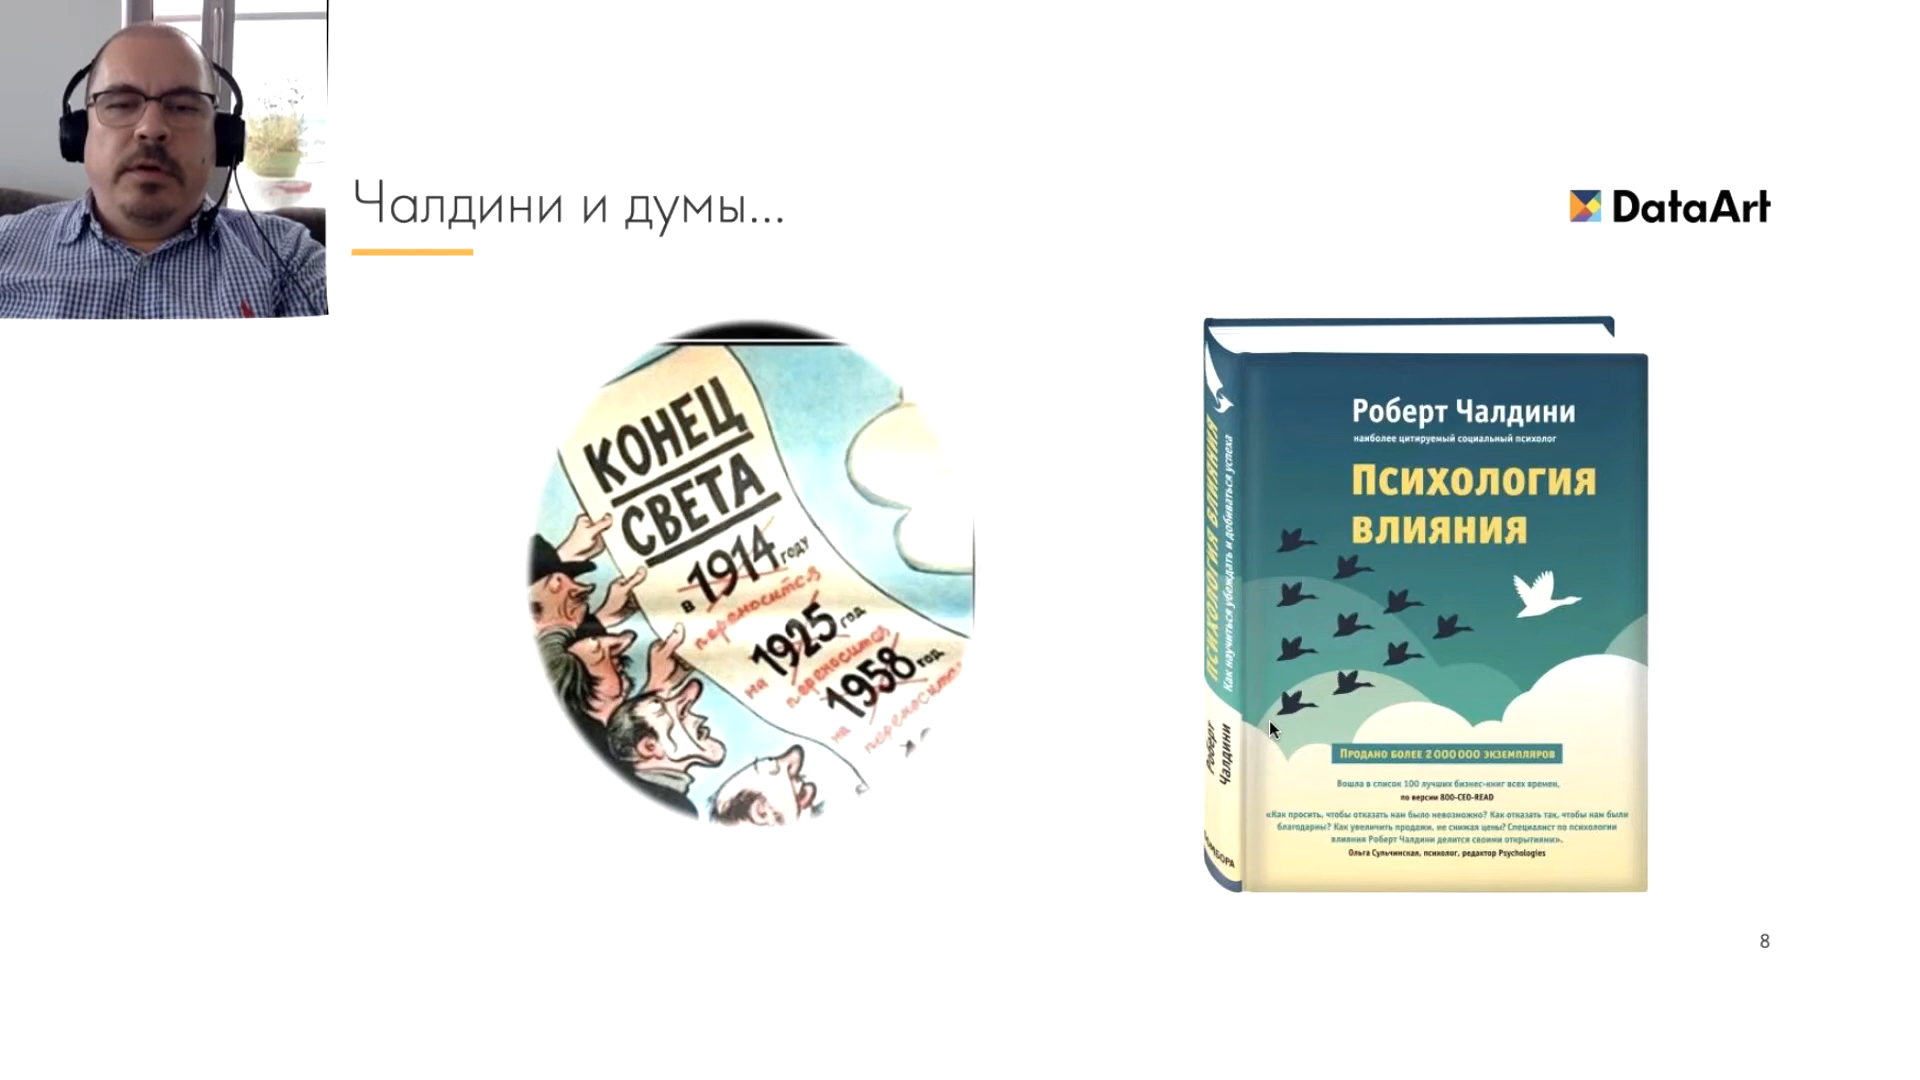 Чалдини и думы...
DataArt
КОНЕЦ
СВЕТА
в 1914 году
переносится
на 1925 год
переносится
на 1958 год
переносится
Роберт Чалдини
наиболее цитируемый социальный психолог
Психология
влияния
Продано более 2 000 000 экземпляров
Вошла в список 100 лучших бизнес-книг всех времен,
по версии 800-CEO-READ
«Как просить, чтобы отказать нам было невозможно? Как отказать так, чтобы нам были
благодарны? Как увеличить продажи, не снижая цены? Специалист по психологии
влияния Роберт Чалдини делится своими открытиями».
Ольга Сульчинская, психолог, редактор Psychologies
ПСИХОЛОГИЯ ВЛИЯНИЯ
Как научиться убеждать и добиваться успеха
Роберт
Чалдини
8